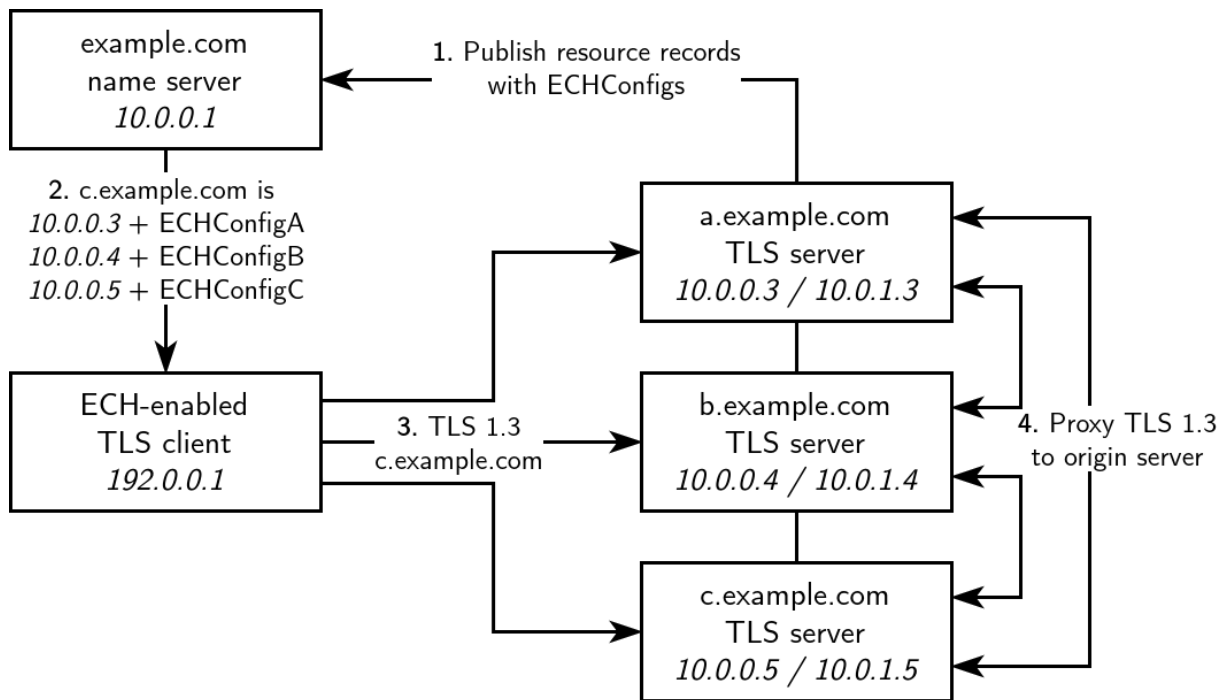 example.com
name server
10.0.0.1
1. Publish resource records
with ECHConfigs
2. c.example.com is
10.0.0.3 + ECHConfigA
10.0.0.4 + ECHConfigB
10.0.0.5 + ECHConfigC
a.example.com
TLS server
10.0.0.3 / 10.0.1.3
ECH-enabled
TLS client
192.0.0.1
3. TLS 1.3
c.example.com
b.example.com
TLS server
10.0.0.4 / 10.0.1.4
4. Proxy TLS 1.3
to origin server
c.example.com
TLS server
10.0.0.5 / 10.0.1.5